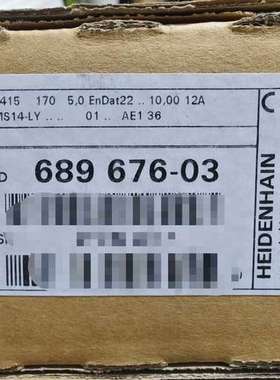 415 170 5,0 EnDat22 .. 10,00 12A
MS14-LY .. .. 01 .. AE1 36
D 689 676-03
S
HEIDENHAIN